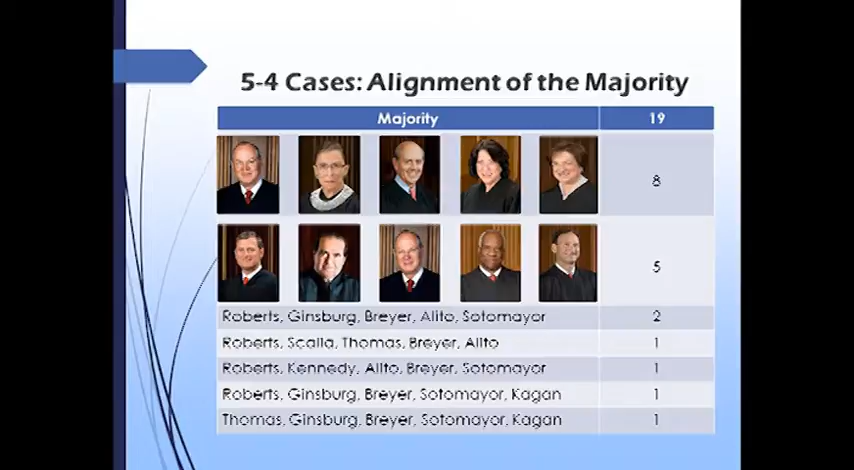 5-4 Cases: Alignment of the Majority
Majority 19
8
5
Roberts, Ginsburg, Breyer, Alito, Sotomayor 2
Roberts, Scalia, Thomas, Breyer, Alito 1
Roberts, Kennedy, Alito, Breyer, Sotomayor 1
Roberts, Ginsburg, Breyer, Sotomayor, Kagan 1
Thomas, Ginsburg, Breyer, Sotomayor, Kagan 1